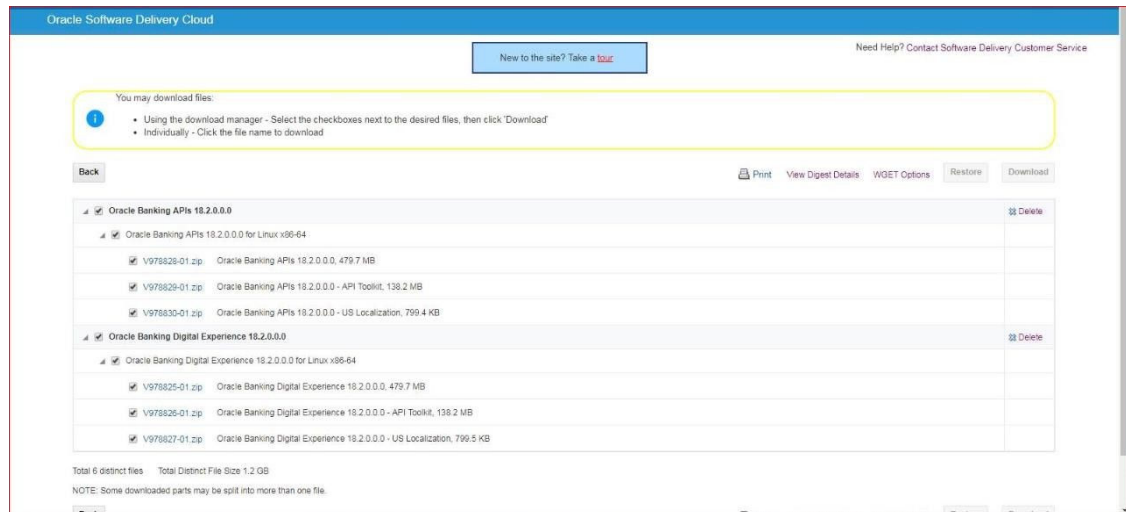 Oracle Software Delivery Cloud
New to the site? Take a tour
Need Help? Contact Software Delivery Customer Service
You may download files:
• Using the download manager - Select the checkboxes next to the desired files, then click 'Download'
• Individually - Click the file name to download
Back
Print View Digest Details WGET Options Restore Download
Oracle Banking APIs 18.2.0.0.0 Delete
Oracle Banking APIs 18.2.0.0.0 for Linux x86-64
V978828-01.zip Oracle Banking APIs 18.2.0.0.0, 479.7 MB
V978829-01.zip Oracle Banking APIs 18.2.0.0.0 - API Toolkit, 138.2 MB
V978830-01.zip Oracle Banking APIs 18.2.0.0.0 - US Localization, 799.4 KB
Oracle Banking Digital Experience 18.2.0.0.0 Delete
Oracle Banking Digital Experience 18.2.0.0.0 for Linux x86-64
V978825-01.zip Oracle Banking Digital Experience 18.2.0.0.0, 479.7 MB
V978826-01.zip Oracle Banking Digital Experience 18.2.0.0.0 - API Toolkit, 138.2 MB
V978827-01.zip Oracle Banking Digital Experience 18.2.0.0.0 - US Localization, 799.5 KB
Total 6 distinct files Total Distinct File Size 1.2 GB
NOTE: Some downloaded parts may be split into more than one file.